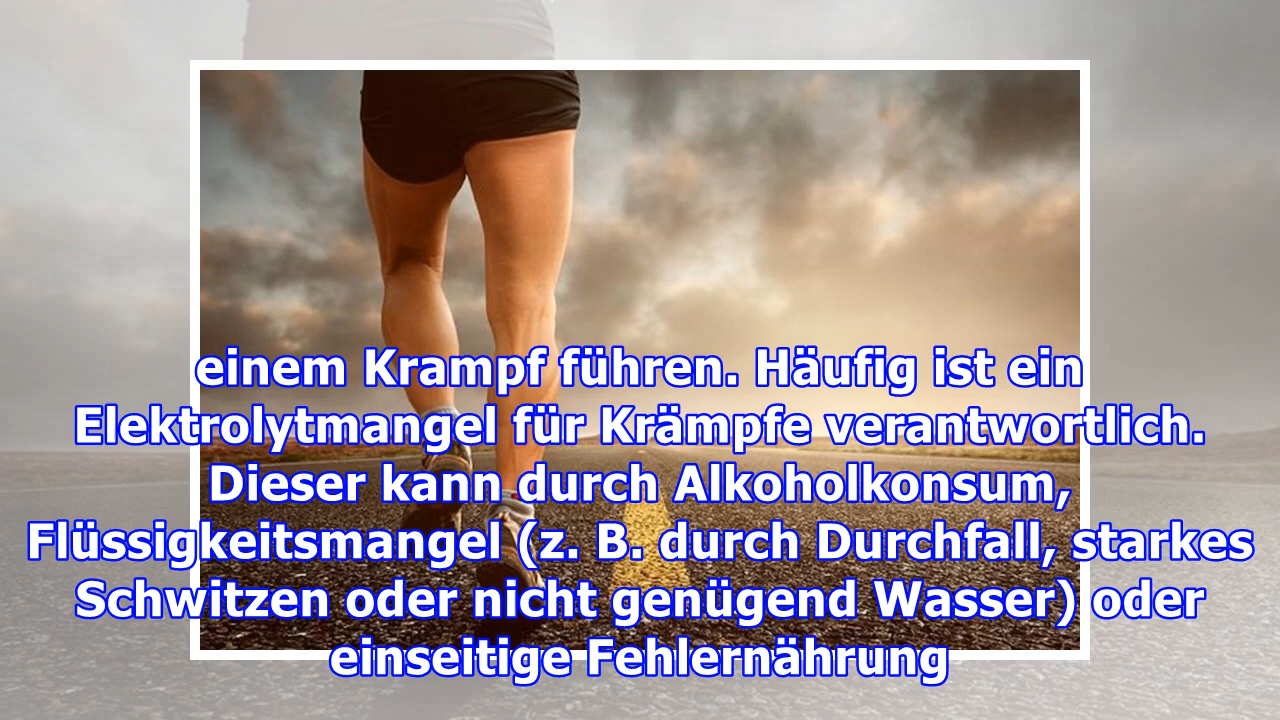 einem Krampf führen. Häufig ist ein
Elektrolytmangel für Krämpfe verantwortlich.
Dieser kann durch Alkoholkonsum,
Flüssigkeitsmangel (z. B. durch Durchfall, starkes
Schwitzen oder nicht genügend Wasser) oder
einseitige Fehlernährung